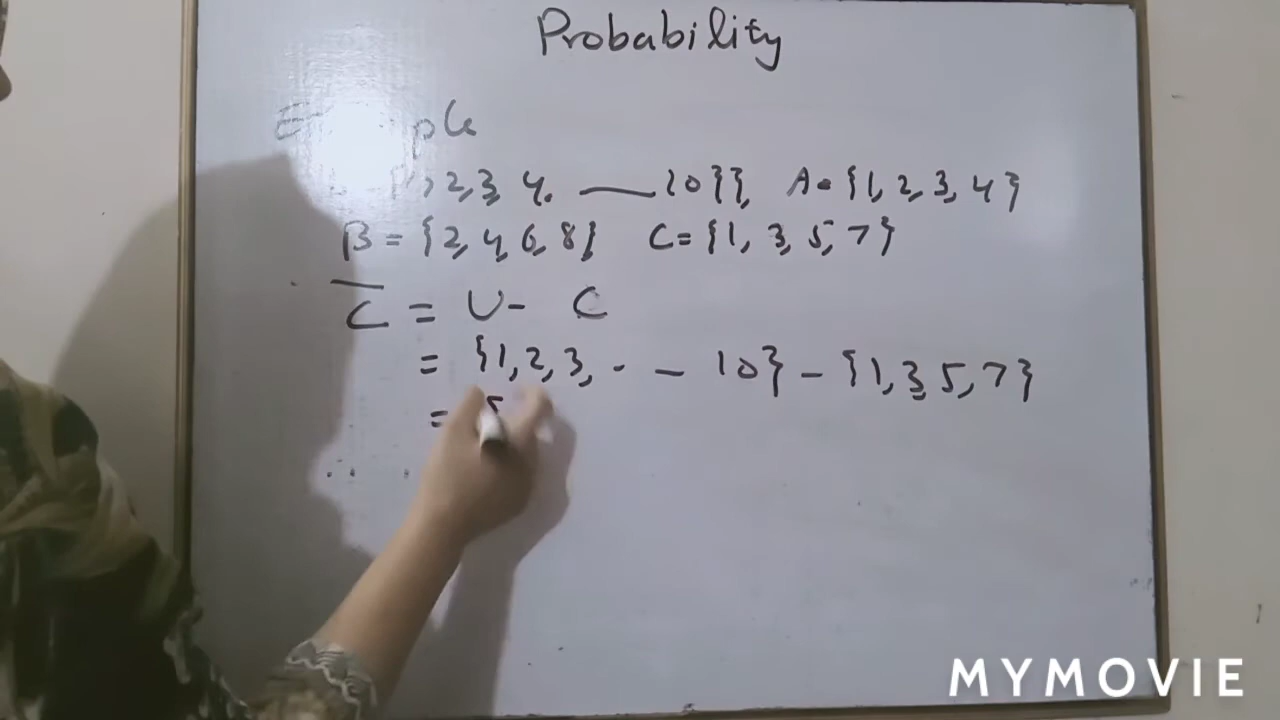 Probability
2,3, 4. —— 10}}, A = {1, 2, 3, 4}
B = {2, 4, 6, 8} C = {1, 3, 5, 7}
C̅ = U - C
= {1, 2, 3, . — 10} - {1, 3, 5, 7}
= {
MYMOVIE